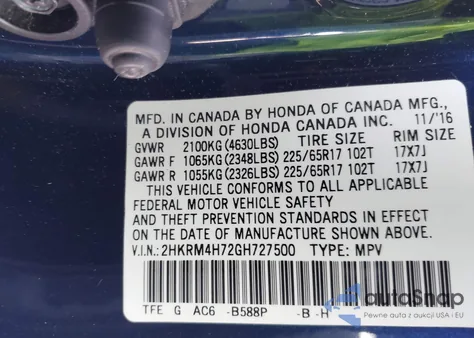 MFD. IN CANADA BY HONDA OF CANADA MFG.,
A DIVISION OF HONDA CANADA INC. 11/'16
GVWR 2100KG (4630LBS) TIRE SIZE RIM SIZE
GAWR F 1065KG (2348LBS) 225/65R17 102T 17X7J
GAWR R 1055KG (2326LBS) 225/65R17 102T 17X7J
THIS VEHICLE CONFORMS TO ALL APPLICABLE
FEDERAL MOTOR VEHICLE SAFETY
AND THEFT PREVENTION STANDARDS IN EFFECT
ON THE DATE OF MANUFACTURE SHOWN ABOVE.
V.I.N.: 2HKRM4H72GH727500 TYPE: MPV
TFE G AC6 -B588P -B -H
autoSnap
Pewne auta z aukcji USA i EU